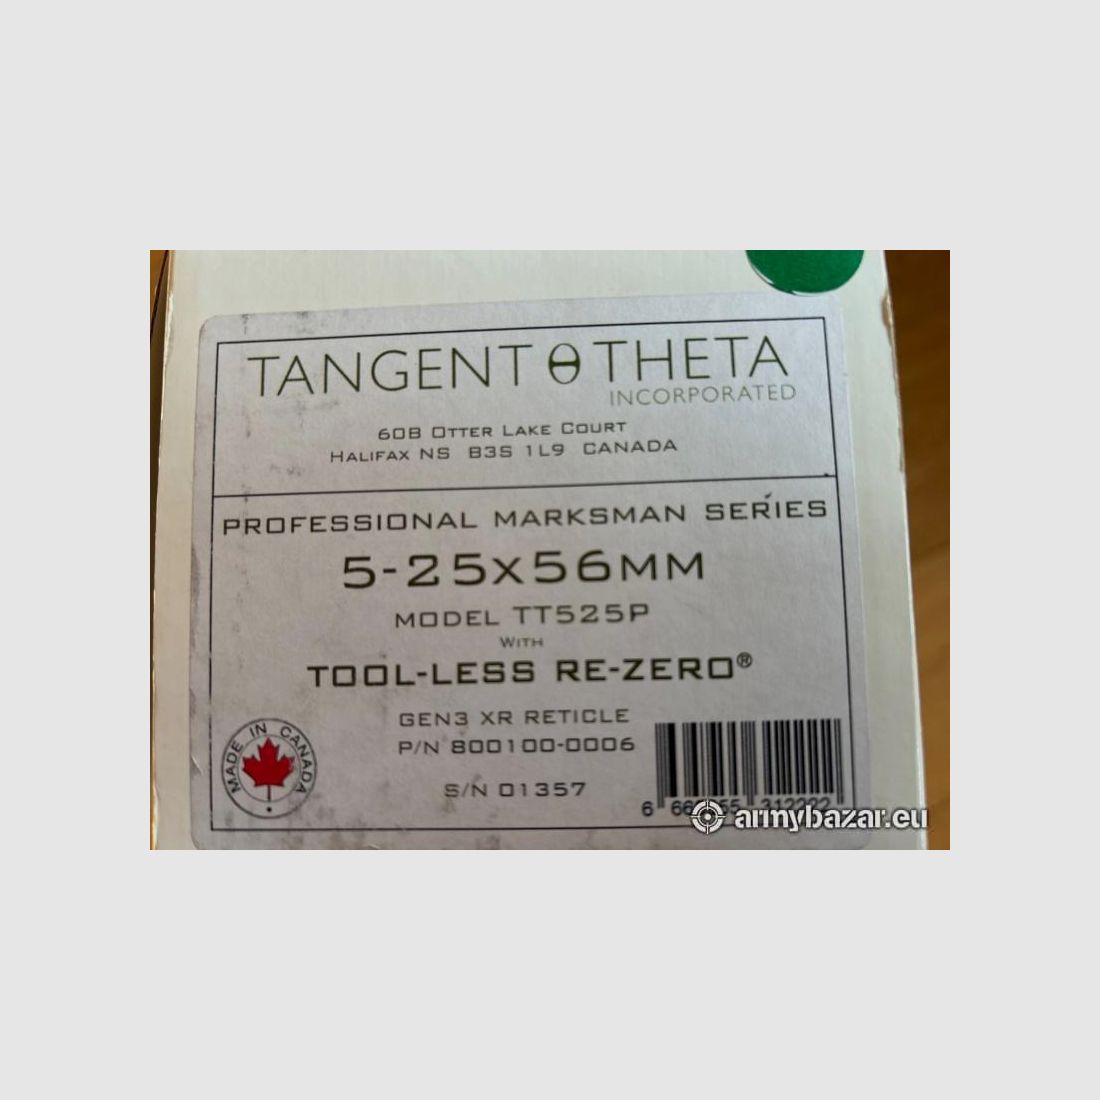 TANGENT θ THETA
INCORPORATED
60B OTTER LAKE COURT
HALIFAX NS B3S 1L9 CANADA
PROFESSIONAL MARKSMAN SERIES
5-25x56MM
MODEL TT525P
WITH
TOOL-LESS RE-ZERO®
GEN3 XR RETICLE
P/N 800100-0006
S/N 01357
MADE IN CANADA
armybazar.eu